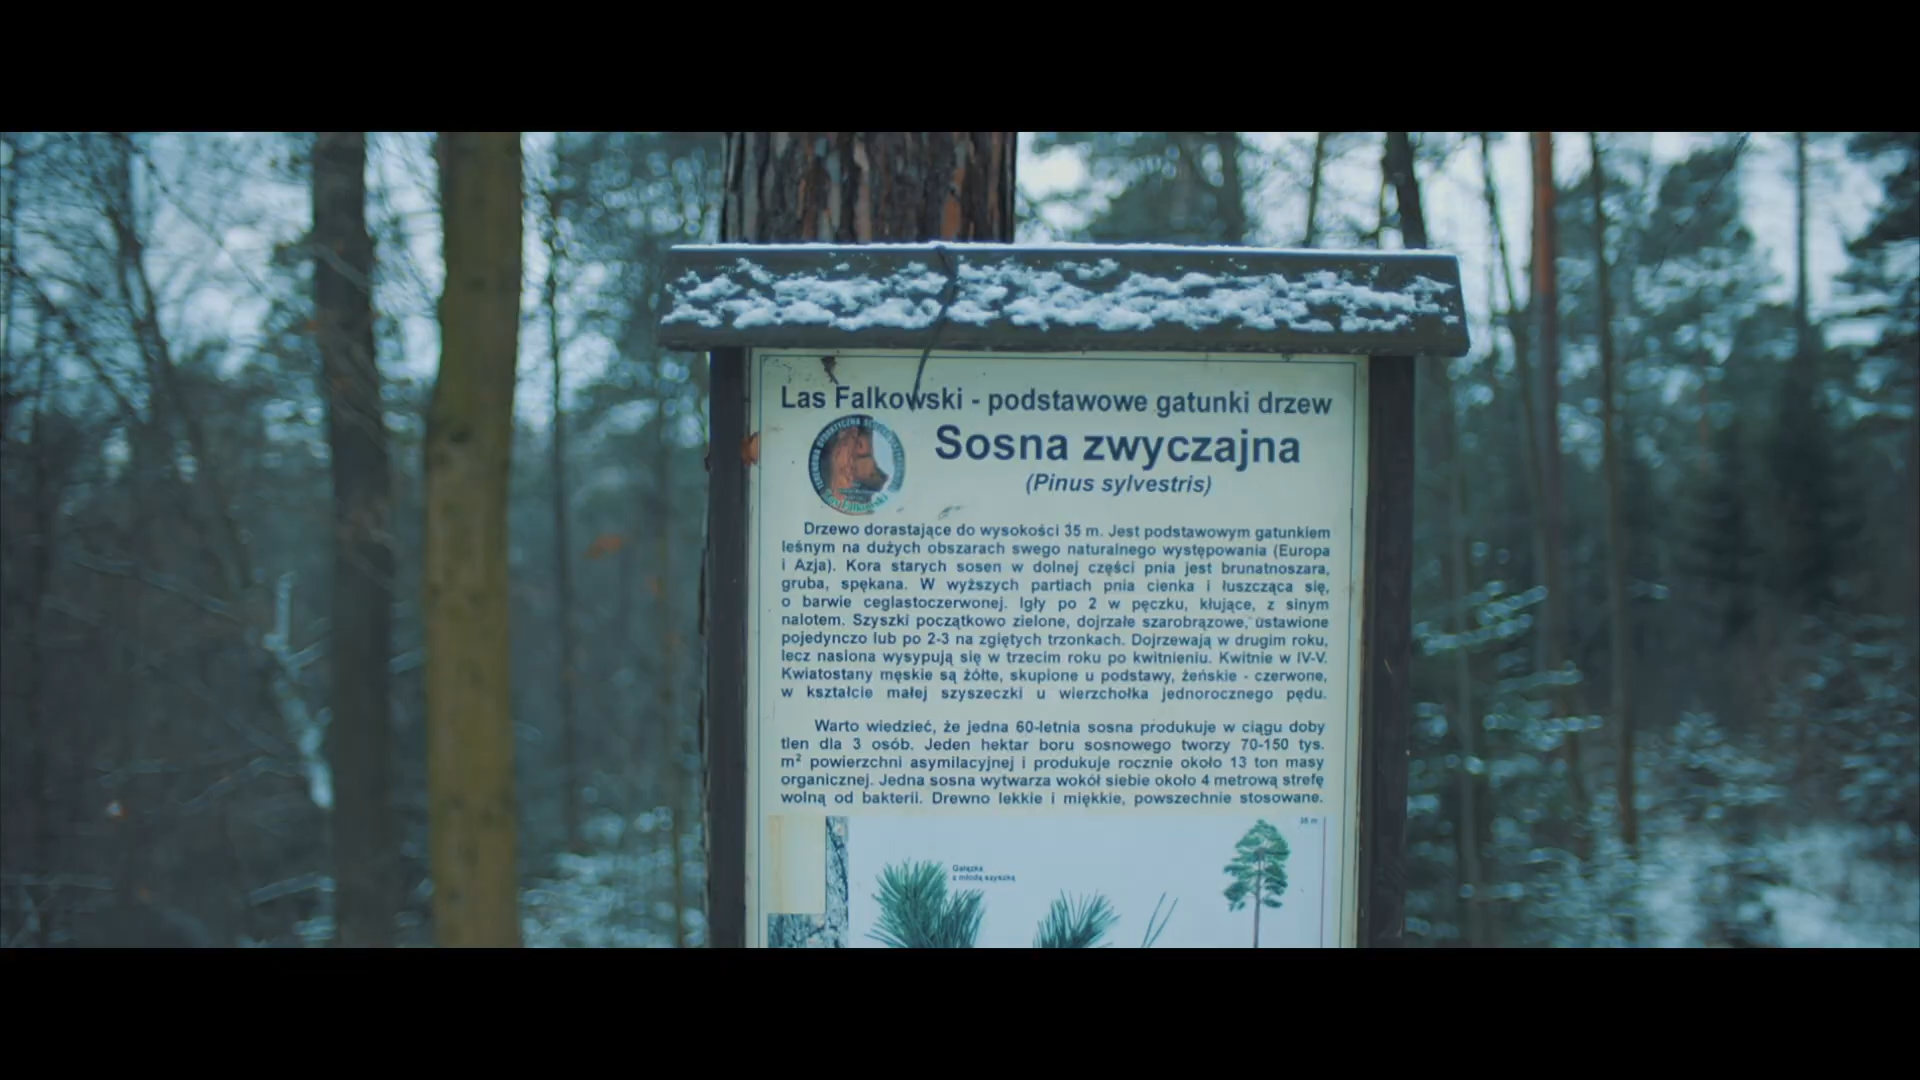 Las Falkowski - podstawowe gatunki drzew
Sosna zwyczajna
(Pinus sylvestris)
Drzewo dorastające do wysokości 35 m. Jest podstawowym gatunkiem
leśnym na dużych obszarach swego naturalnego występowania (Europa
i Azja). Kora starych sosen w dolnej części pnia jest brunatnoszara,
gruba, spękana. W wyższych partiach pnia cienka i łuszcząca się,
o barwie ceglastoczerwonej. Igły po 2 w pęczku, kłujące, z sinym
nalotem. Szyszki początkowo zielone, dojrzałe szarobrązowe, ustawione
pojedynczo lub po 2-3 na zgiętych trzonkach. Dojrzewają w drugim roku,
lecz nasiona wysypują się w trzecim roku po kwitnieniu. Kwitnie w IV-V.
Kwiatostany męskie są żółte, skupione u podstawy, żeńskie - czerwone,
w kształcie małej szyszeczki u wierzchołka jednorocznego pędu.
Warto wiedzieć, że jedna 60-letnia sosna produkuje w ciągu doby
tlen dla 3 osób. Jeden hektar boru sosnowego tworzy 70-150 tys.
m² powierzchni asymilacyjnej i produkuje rocznie około 13 ton masy
organicznej. Jedna sosna wytwarza wokół siebie około 4 metrową strefę
wolną od bakterii. Drewno lekkie i miękkie, powszechnie stosowane.
35 m
Gałązka
z młodą szyszką